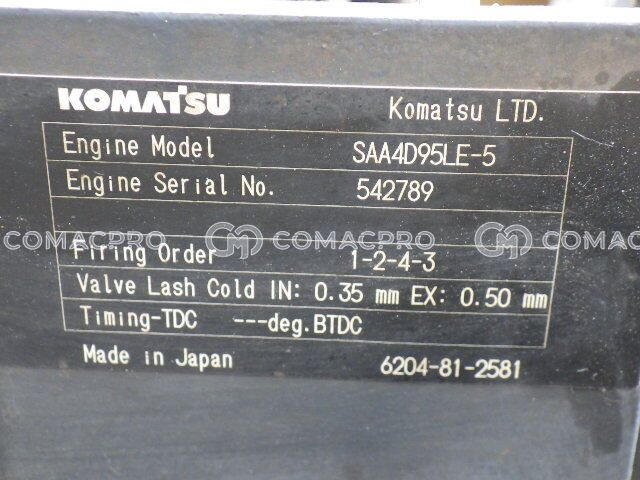 KOMATSU Komatsu LTD.
Engine Model SAA4D95LE-5
Engine Serial No. 542789
COMACPRO COMACPRO COMACPRO
Firing Order 1-2-4-3
Valve Lash Cold IN: 0.35 mm EX: 0.50 mm
Timing-TDC ---deg.BTDC
Made in Japan 6204-81-2581